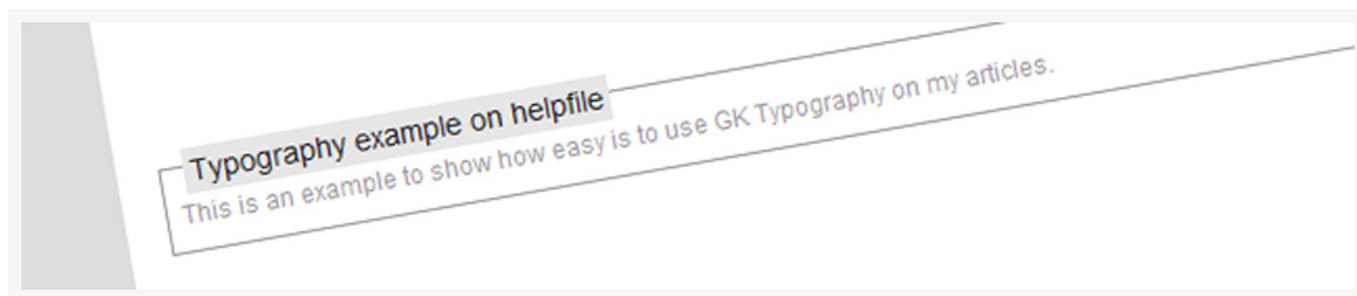 Typography example on helpfile
This is an example to show how easy is to use GK Typography on my articles.